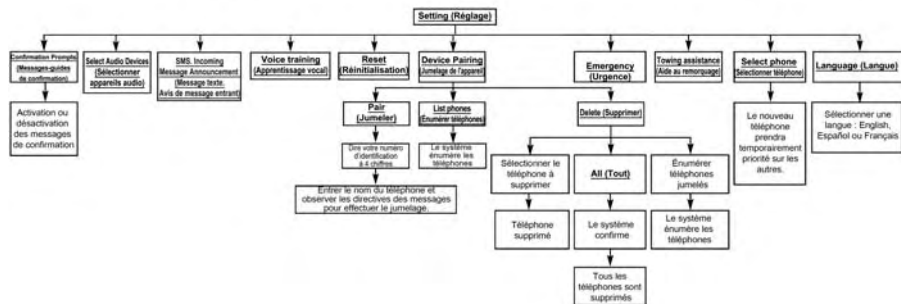 Setting (Réglage)
Confirmation Prompts
(Messages-guides
de confirmation)
Select Audio Devices
(Sélectionner
appareils audio)
SMS. Incoming
Message Announcement
(Message texte.
Avis de message entrant)
Voice training
(Apprentissage vocal)
Reset
(Réinitialisation)
Device Pairing
(Jumelage de l'appareil)
Emergency
(Urgence)
Towing assistance
(Aide au remorquage)
Select phone
(Sélectionner téléphone)
Language (Langue)
Activation ou
désactivation
des messages
de confirmation
Pair
(Jumeler)
List phones
(Énumérer téléphones)
Delete (Supprimer)
Le nouveau
téléphone
prendra
temporairement
priorité sur les
autres.
Sélectionner une
langue : English,
Español ou Français
Dire votre numéro
d'identification
à 4 chiffres.
Le système
énumère les
téléphones
Sélectionner le
téléphone à
supprimer
All (Tout)
Énumérer
téléphones
jumelés
Entrer le nom du téléphone et
observer les directives des messages
pour effectuer le jumelage.
Téléphone
supprimé
Le système
confirme
Le système
énumère les
téléphones
Tous les
téléphones sont
supprimés